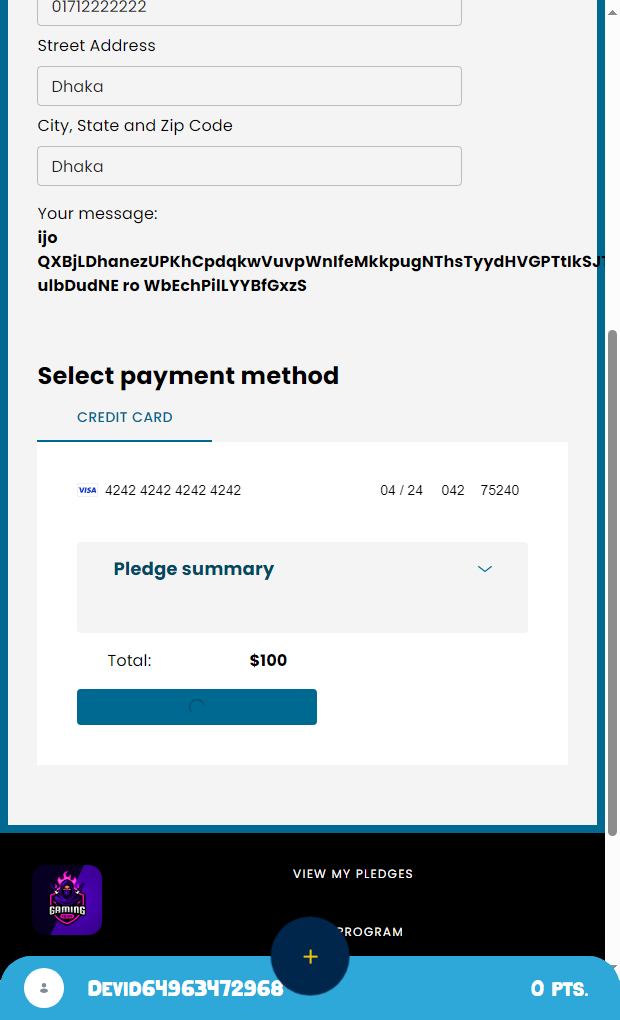 01712222222
Street Address
Dhaka
City, State and Zip Code
Dhaka
Your message:
ijo
QXBjLDhanezUPKhCpdqkwVuvpWnIfeMkkpugNThsTyydHVGPTtIkSJT
ulbDudNE ro WbEchPilLYYBfGxzS
Select payment method
CREDIT CARD
VISA 4242 4242 4242 4242 04 / 24 042 75240
Pledge summary
Total: $100
VIEW MY PLEDGES
GAMING
PROGRAM
Devid64963472968 0 PTS.